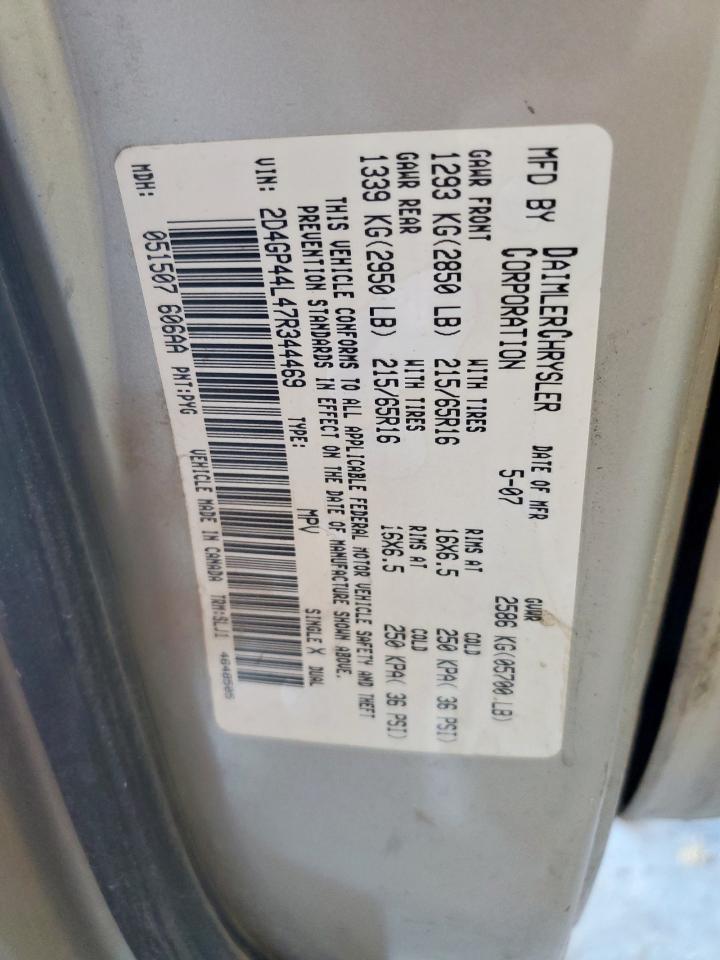 MFD BY DAIMLERCHRYSLER CORPORATION DATE OF MFR 5-07 GVWR 2586 KG(05700 LB)
GAWR FRONT WITH TIRES RIMS AT COLD
1293 KG(2850 LB) 215/65R16 16X6.5 250 KPA( 36 PSI)
GAWR REAR WITH TIRES RIMS AT COLD
1339 KG(2950 LB) 215/65R16 16X6.5 250 KPA( 36 PSI)
THIS VEHICLE CONFORMS TO ALL APPLICABLE FEDERAL MOTOR VEHICLE SAFETY AND THEFT
PREVENTION STANDARDS IN EFFECT ON THE DATE OF MANUFACTURE SHOWN ABOVE.
VIN: 2D4GP44L47R344469 TYPE: MPV SINGLE X DUAL
MDH: 051507 606AA PNT:PVG VEHICLE MADE IN CANADA TRM:SLJ1 4648505